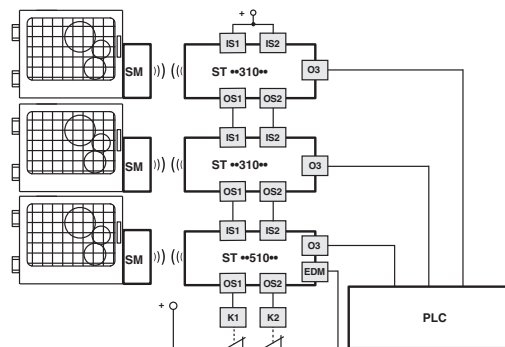 +
IS1 IS2
SM
ST ••310••
O3
OS1 OS2
IS1 IS2
SM
ST ••310••
O3
OS1 OS2
IS1 IS2
SM
ST ••510••
O3
EDM
OS1 OS2
+
K1 K2
PLC